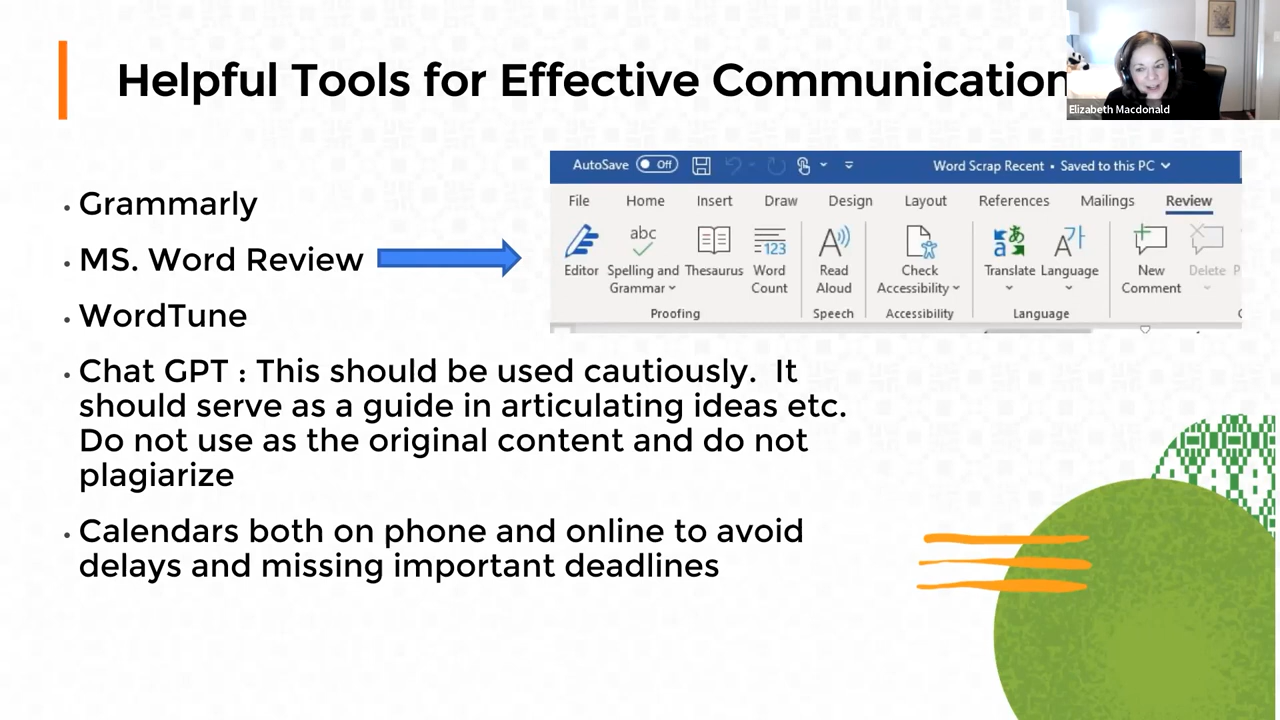 Helpful Tools for Effective Communication
Elizabeth Macdonald
• Grammarly
• MS. Word Review
• WordTune
• Chat GPT : This should be used cautiously. It
should serve as a guide in articulating ideas etc.
Do not use as the original content and do not
plagiarize
• Calendars both on phone and online to avoid
delays and missing important deadlines
AutoSave Off Word Scrap Recent • Saved to this PC
File Home Insert Draw Design Layout References Mailings Review
abc 123
Editor Spelling and Thesaurus Word Read Check Translate Language New Delete
Grammar Count Aloud Accessibility Comment
Proofing Speech Accessibility Language